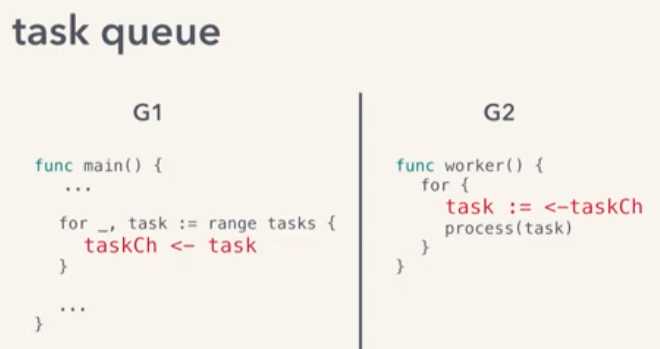 task queue
G1
func main() {
...
for _, task := range tasks {
taskCh <- task
}
...
}
G2
func worker() {
for {
task := <-taskCh
process(task)
}
}